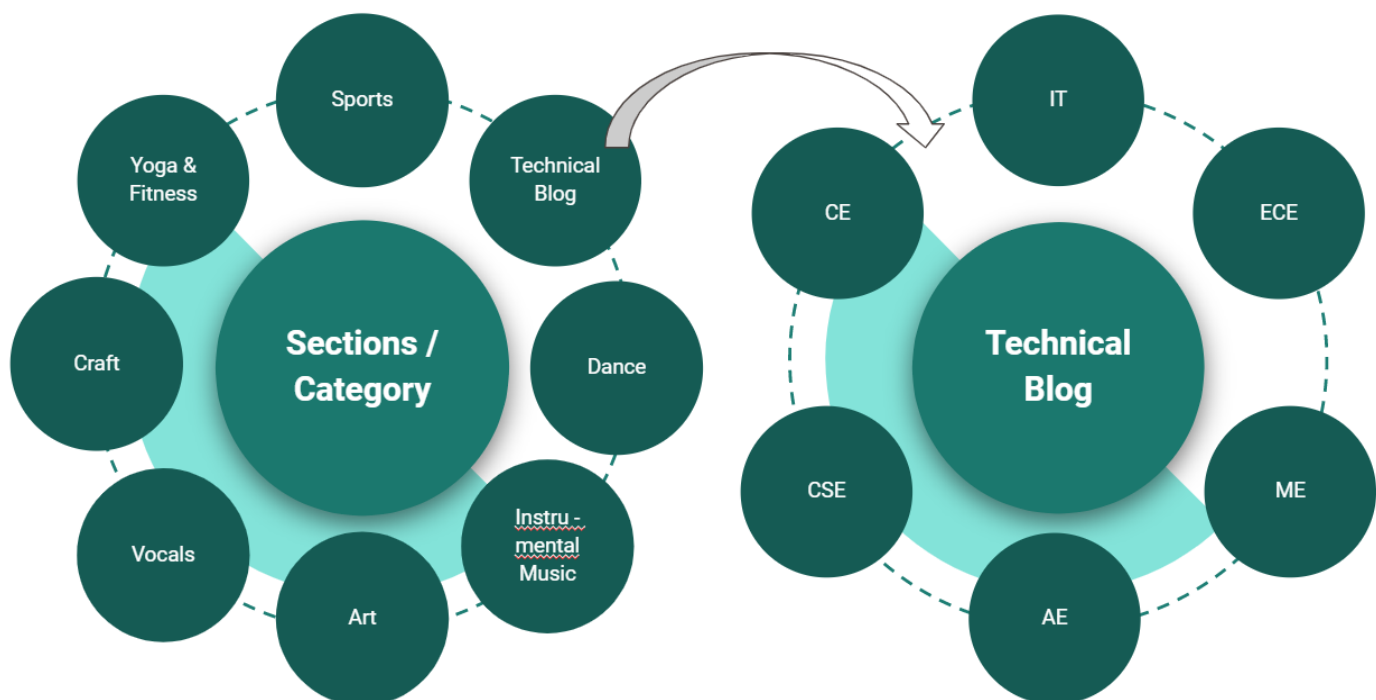 Sports
Technical
Blog
Dance
Instru -
mental
Music
Art
Vocals
Craft
Yoga &
Fitness
Sections /
Category
IT
ECE
ME
AE
CSE
CE
Technical
Blog